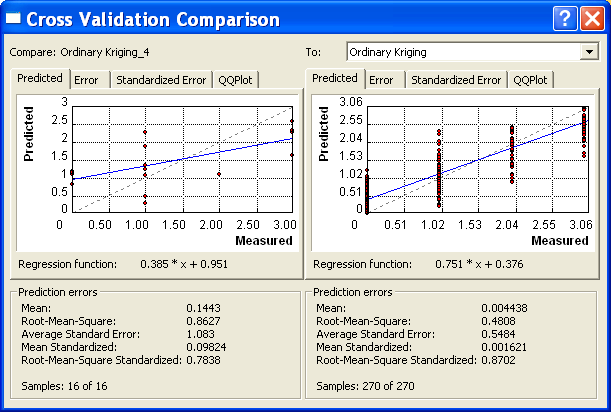 Cross Validation Comparison
Compare: Ordinary Kriging_4
To: Ordinary Kriging
Predicted Error Standardized Error QQPlot
Predicted
3
2.5
2
1.5
1
0.5
0
0 0.50 1.00 1.50 2.00 2.50 3.00
Measured
Regression function: 0.385 * x + 0.951
Prediction errors
Mean: 0.1443
Root-Mean-Square: 0.8627
Average Standard Error: 1.083
Mean Standardized: 0.09824
Root-Mean-Square Standardized: 0.7838
Samples: 16 of 16
Predicted Error Standardized Error QQPlot
Predicted
3.06
2.55
2.04
1.53
1.02
0.51
0
0 0.51 1.02 1.53 2.04 2.55 3.06
Measured
Regression function: 0.751 * x + 0.376
Prediction errors
Mean: 0.004438
Root-Mean-Square: 0.4808
Average Standard Error: 0.5484
Mean Standardized: 0.001621
Root-Mean-Square Standardized: 0.8702
Samples: 270 of 270